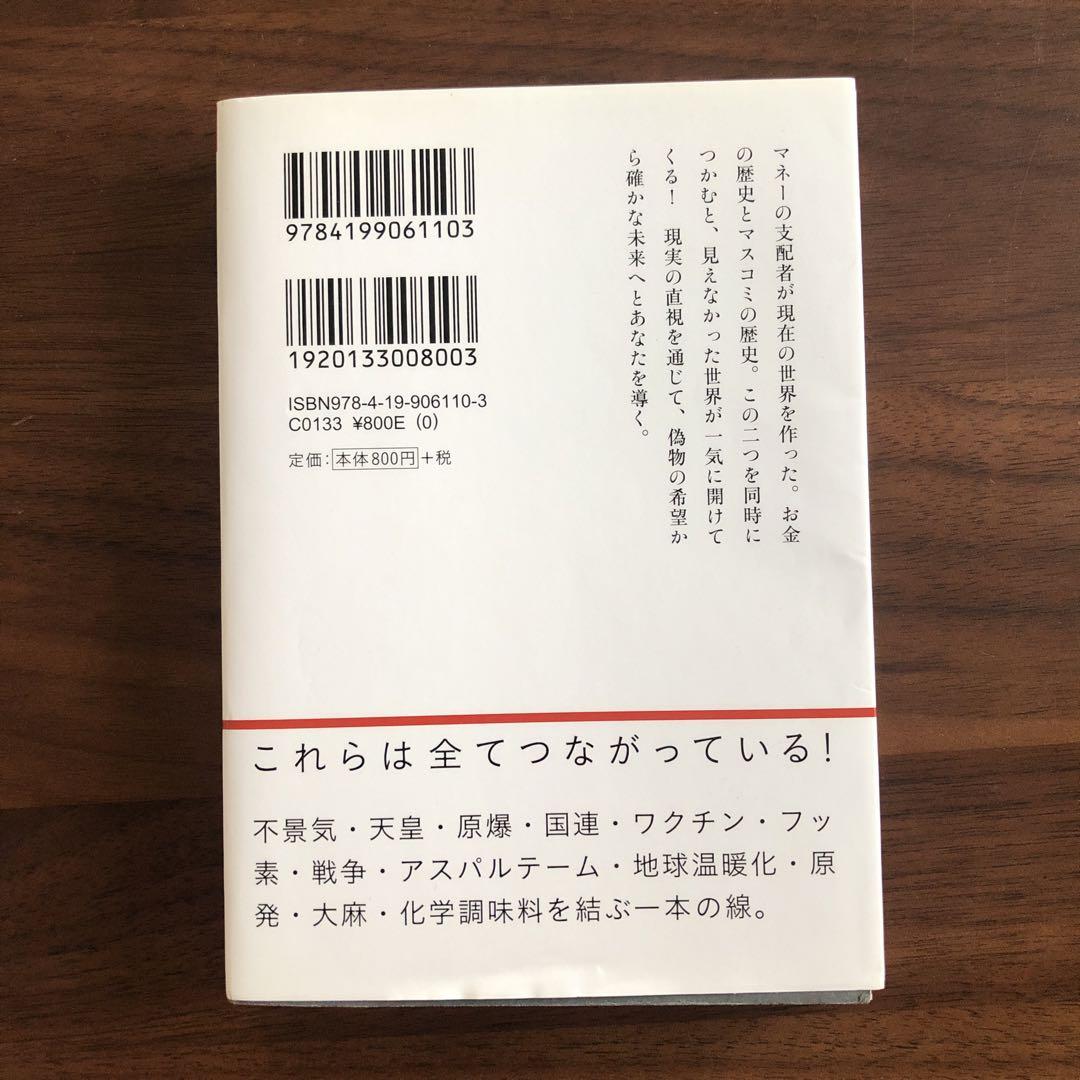 マネーの支配者が現在の世界を作った。お金
の歴史とマスコミの歴史。この二つを同時に
つかむと、見えなかった世界が一気に開けて
くる！　現実の直視を通じて、偽物の希望か
ら確かな未来へとあなたを導く。
9784199061103
1920133008003
ISBN978-4-19-906110-3
C0133 ¥800E (0)
定価：本体800円+税
これらは全てつながっている！
不景気・天皇・原爆・国連・ワクチン・フッ
素・戦争・アスパルテーム・地球温暖化・原
発・大麻・化学調味料を結ぶ一本の線。